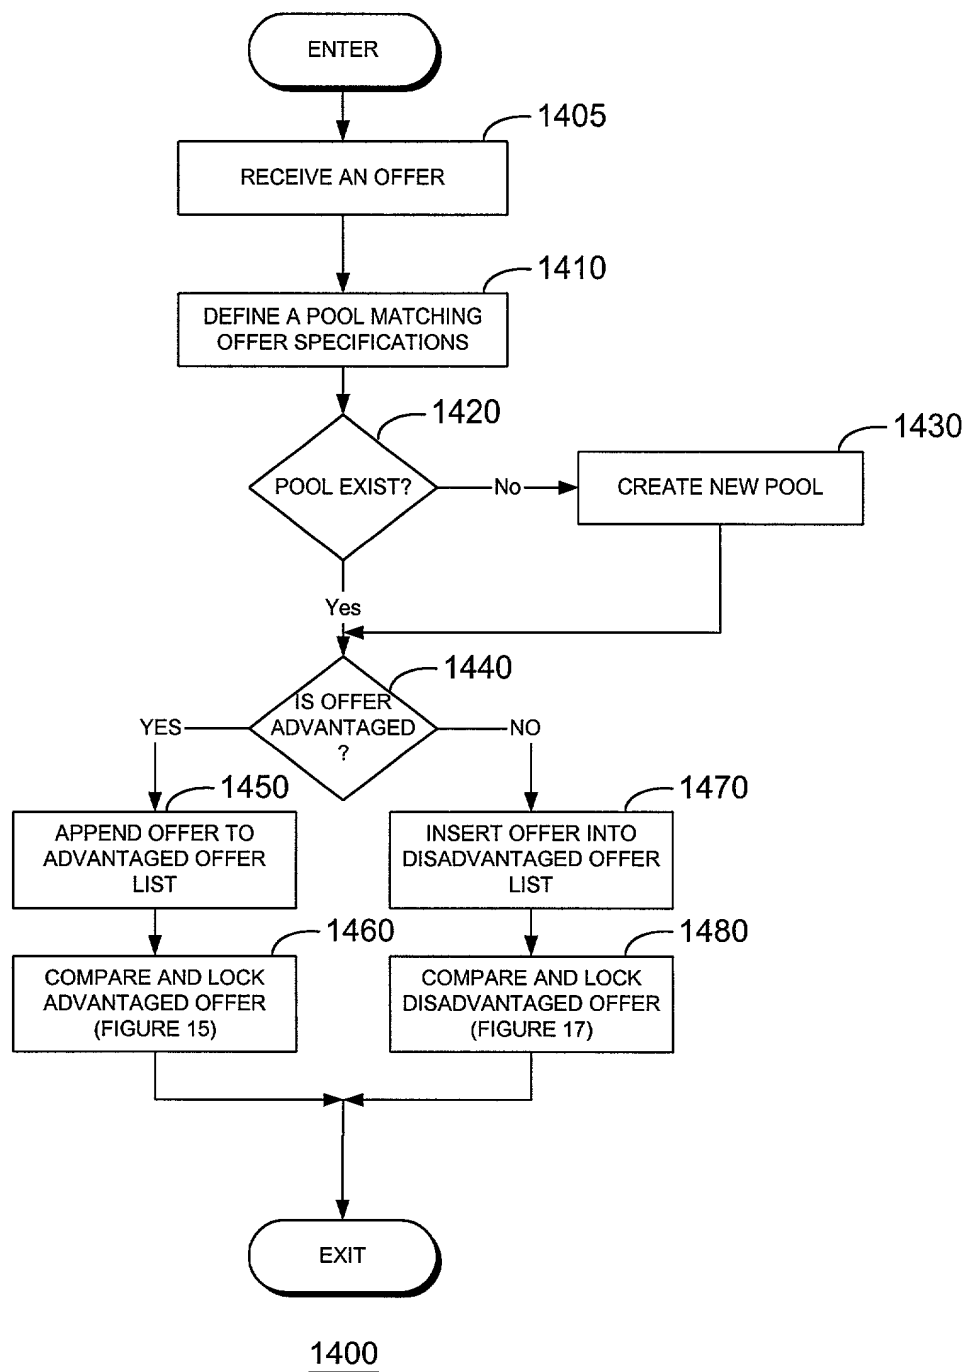 ENTER
1405
RECEIVE AN OFFER
1410
DEFINE A POOL MATCHING
OFFER SPECIFICATIONS
1420
1430
POOL EXIST?
No
CREATE NEW POOL
Yes
1440
IS OFFER
ADVANTAGED
?
YES
NO
1450
1470
APPEND OFFER TO
ADVANTAGED OFFER
LIST
INSERT OFFER INTO
DISADVANTAGED OFFER
LIST
1460
1480
COMPARE AND LOCK
ADVANTAGED OFFER
(FIGURE 15)
COMPARE AND LOCK
DISADVANTAGED OFFER
(FIGURE 17)
EXIT
1400